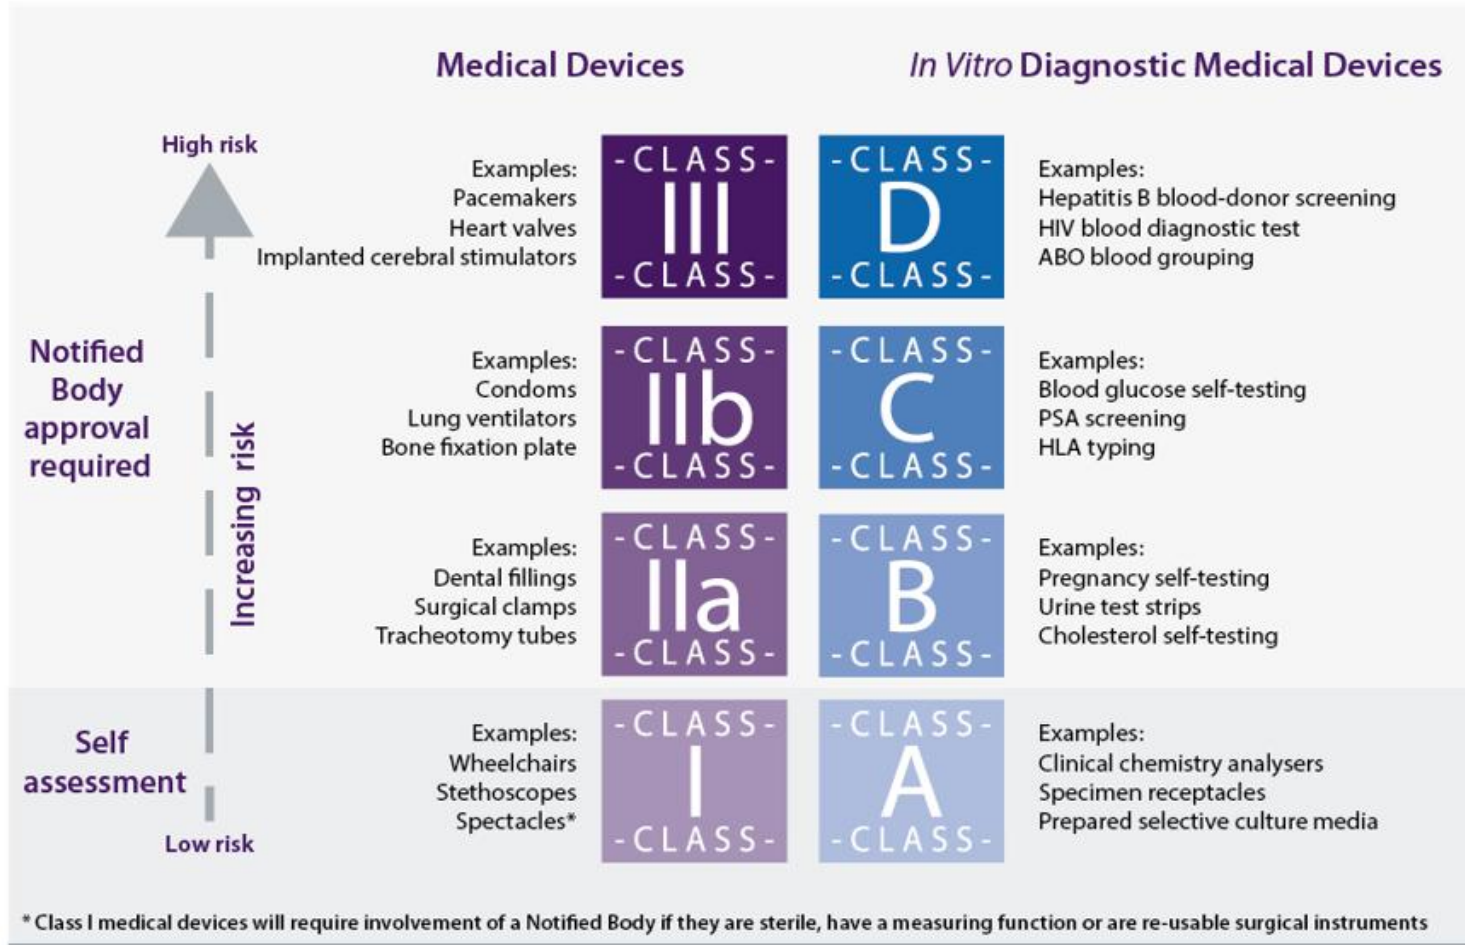 Medical Devices
In Vitro Diagnostic Medical Devices
High risk
Examples:
Pacemakers
Heart valves
Implanted cerebral stimulators
-CLASS-
III
-CLASS-
-CLASS-
D
-CLASS-
Examples:
Hepatitis B blood-donor screening
HIV blood diagnostic test
ABO blood grouping
Notified
Body
approval
required
Increasing risk
Examples:
Condoms
Lung ventilators
Bone fixation plate
-CLASS-
IIb
-CLASS-
-CLASS-
C
-CLASS-
Examples:
Blood glucose self-testing
PSA screening
HLA typing
Examples:
Dental fillings
Surgical clamps
Tracheotomy tubes
-CLASS-
IIa
-CLASS-
-CLASS-
B
-CLASS-
Examples:
Pregnancy self-testing
Urine test strips
Cholesterol self-testing
Self
assessment
Low risk
Examples:
Wheelchairs
Stethoscopes
Spectacles*
-CLASS-
I
-CLASS-
-CLASS-
A
-CLASS-
Examples:
Clinical chemistry analysers
Specimen receptacles
Prepared selective culture media
* Class I medical devices will require involvement of a Notified Body if they are sterile, have a measuring function or are re-usable surgical instruments